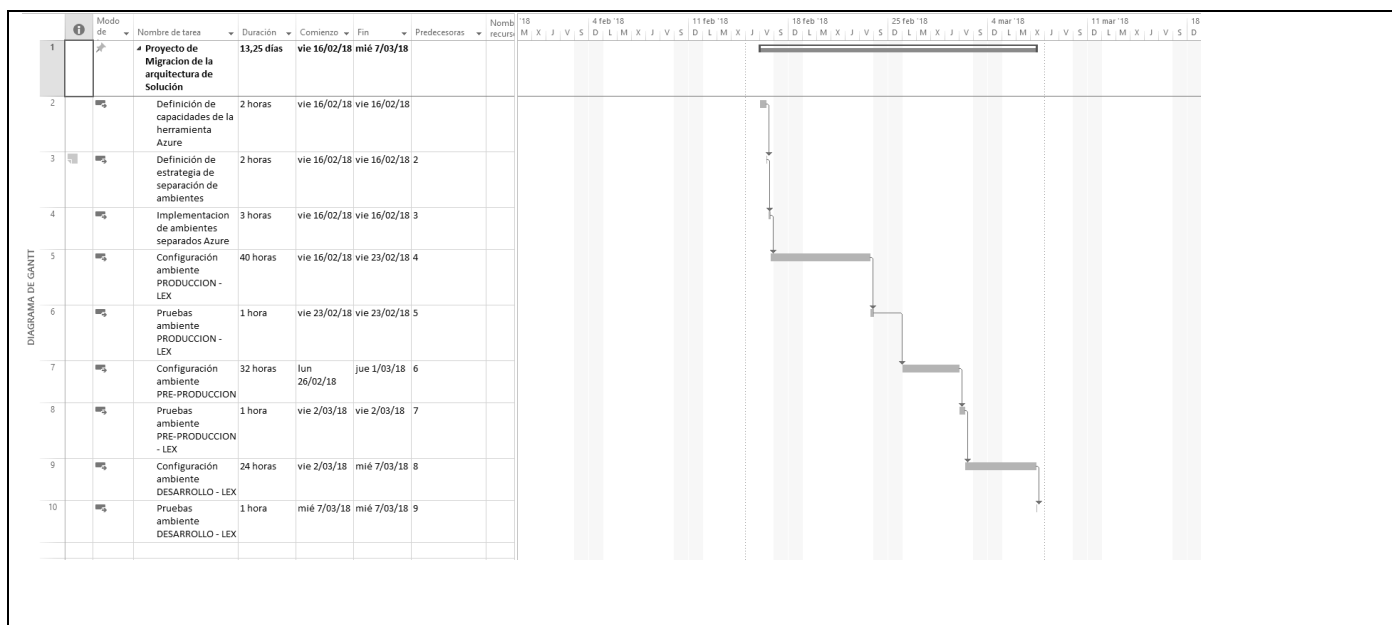 Modo de Nombre de tarea Duración Comienzo Fin Predecesoras Nomb recurs
'18 4 feb '18 11 feb '18 18 feb '18 25 feb '18 4 mar '18 11 mar '18 18
M X J V S D L M X J V S D L M X J V S D L M X J V S D L M X J V S D L M X J V S D L M X J V S D
DIAGRAMA DE GANTT
1 Proyecto de 13,25 días vie 16/02/18 mié 7/03/18
Migracion de la
arquitectura de
Solución
2 Definición de 2 horas vie 16/02/18 vie 16/02/18
capacidades de la
herramienta
Azure
3 Definición de 2 horas vie 16/02/18 vie 16/02/18 2
estrategia de
separación de
ambientes
4 Implementacion 3 horas vie 16/02/18 vie 16/02/18 3
de ambientes
separados Azure
5 Configuración 40 horas vie 16/02/18 vie 23/02/18 4
ambiente
PRODUCCION -
LEX
6 Pruebas 1 hora vie 23/02/18 vie 23/02/18 5
ambiente
PRODUCCION -
LEX
7 Configuración 32 horas lun jue 1/03/18 6
ambiente 26/02/18
PRE-PRODUCCION
8 Pruebas 1 hora vie 2/03/18 vie 2/03/18 7
ambiente
PRE-PRODUCCION
- LEX
9 Configuración 24 horas vie 2/03/18 mié 7/03/18 8
ambiente
DESARROLLO - LEX
10 Pruebas 1 hora mié 7/03/18 mié 7/03/18 9
ambiente
DESARROLLO - LEX